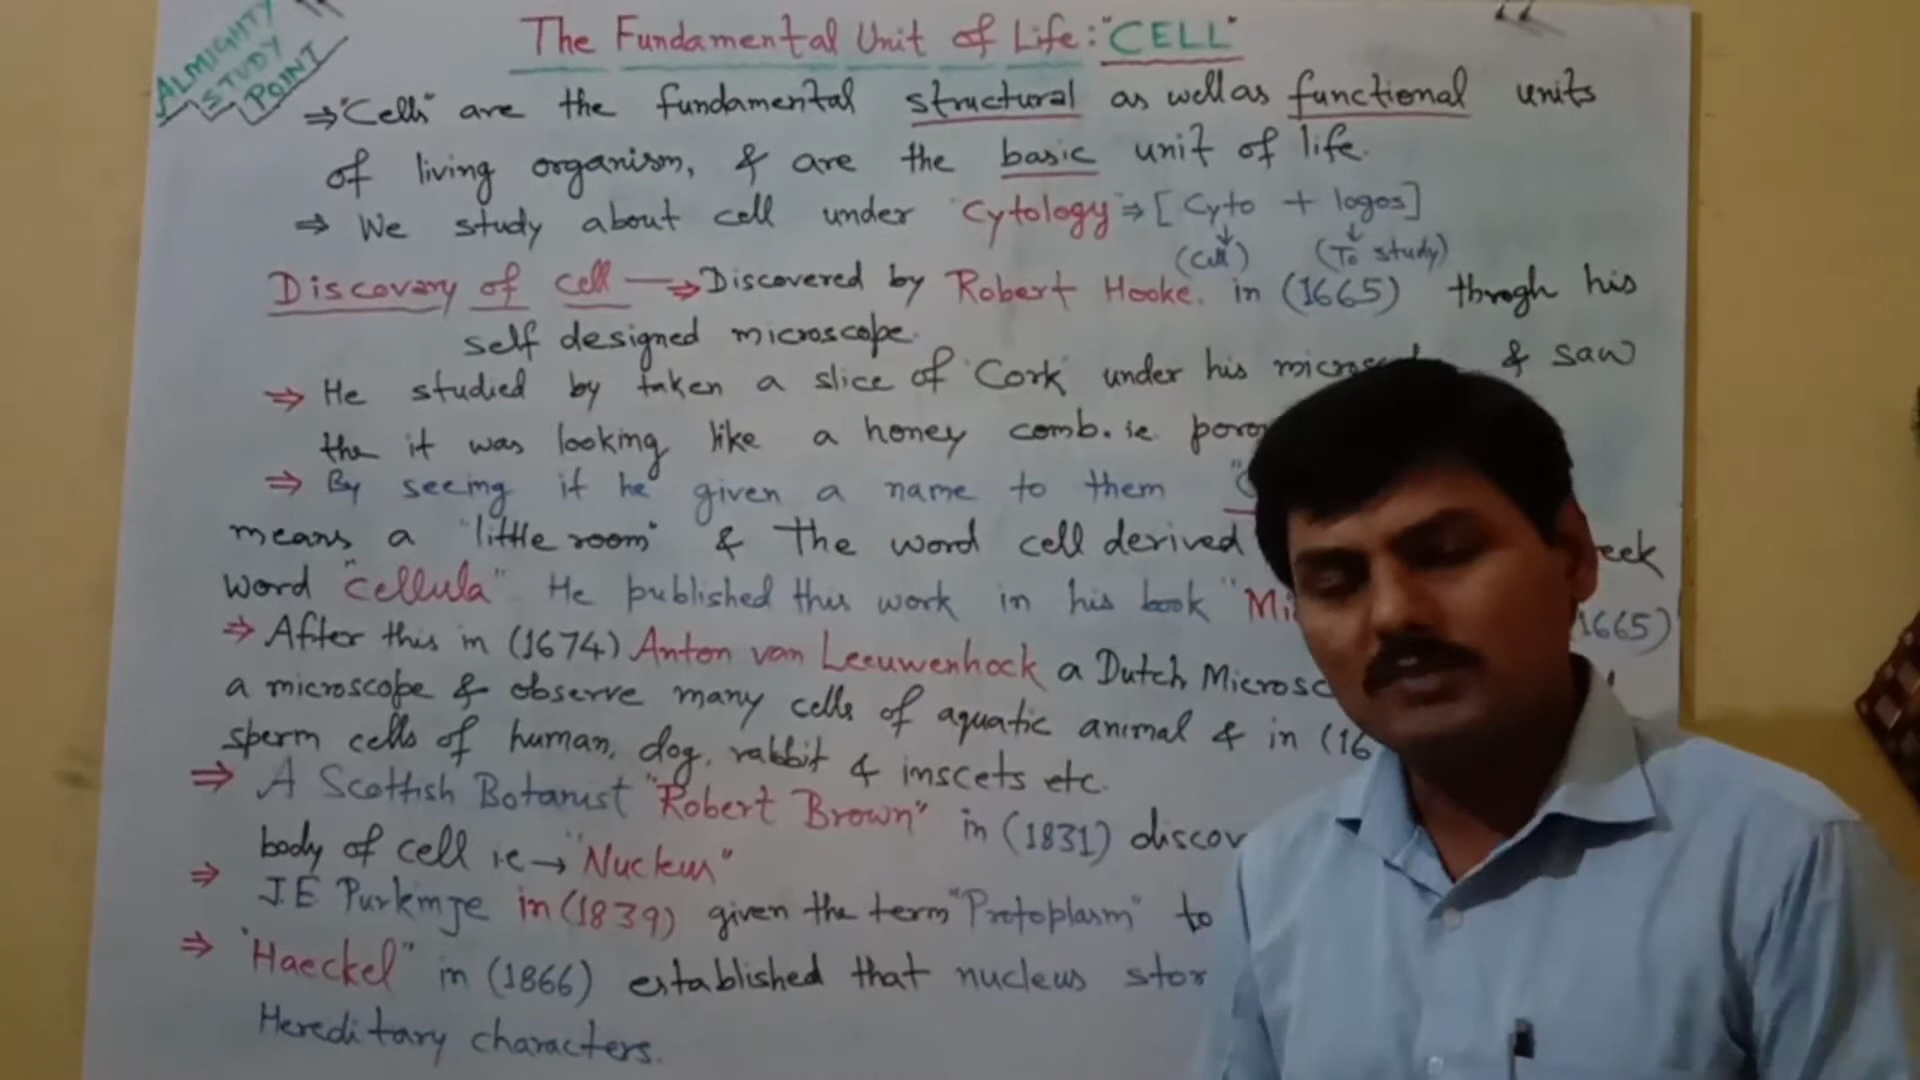 ALMIGHTY
STUDY
POINT
The Fundamental Unit of Life: "CELL"
⇒ "Cells" are the fundamental structural as well as functional units
of living organism, & are the basic unit of life.
⇒ We study about cell under Cytology ⇒ [Cyto + logos]
(Cell) (To study)
Discovery of cell → Discovered by Robert Hooke. in (1665) throgh his
self designed microscope.
⇒ He studied by taken a slice of 'Cork' under his & saw
the it was looking like a honey comb. ie.
⇒ By seeing it he given a name to them
means a "little room" & The word cell derived
word "cellula" He published this work in his book 1665)
⇒ After this in (1674) Anton van Leeuwenhock a Dutch
a microscope & observe many cells of aquatic animal & in
sperm cells of human, dog, rabbit & inscets etc.
⇒ A Scottish Botanist "Robert Brown" in (1831)
body of cell i.e → "Nucleus"
⇒ J.E Purkinje in (1839) given the term "Protoplasm" to
⇒ 'Haeckel" in (1866) established that nucleus
Hereditary characters.